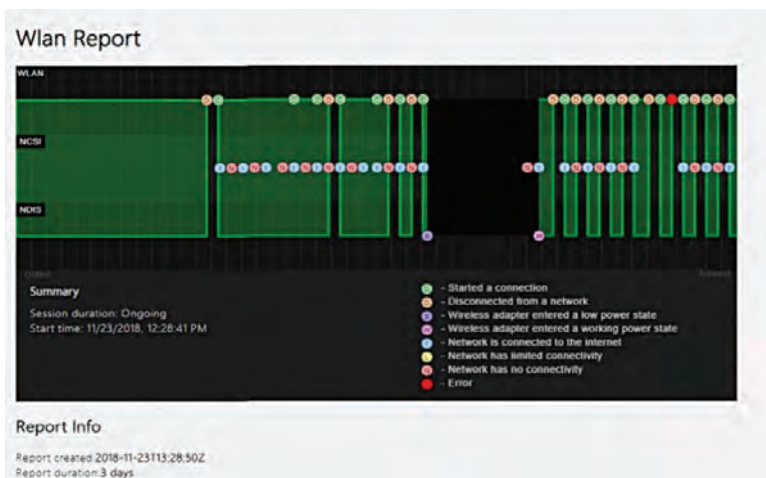 Wlan Report
WLAN
NCSI
NDIS
Oldest
Newest
Summary
Session duration: Ongoing
Start time: 11/23/2018, 12:28:41 PM
- Started a connection
- Disconnected from a network
- Wireless adapter entered a low power state
- Wireless adapter entered a working power state
- Network is connected to the internet
- Network has limited connectivity
- Network has no connectivity
- Error
Report Info
Report created 2018-11-23T13:28:50Z
Report duration 3 days